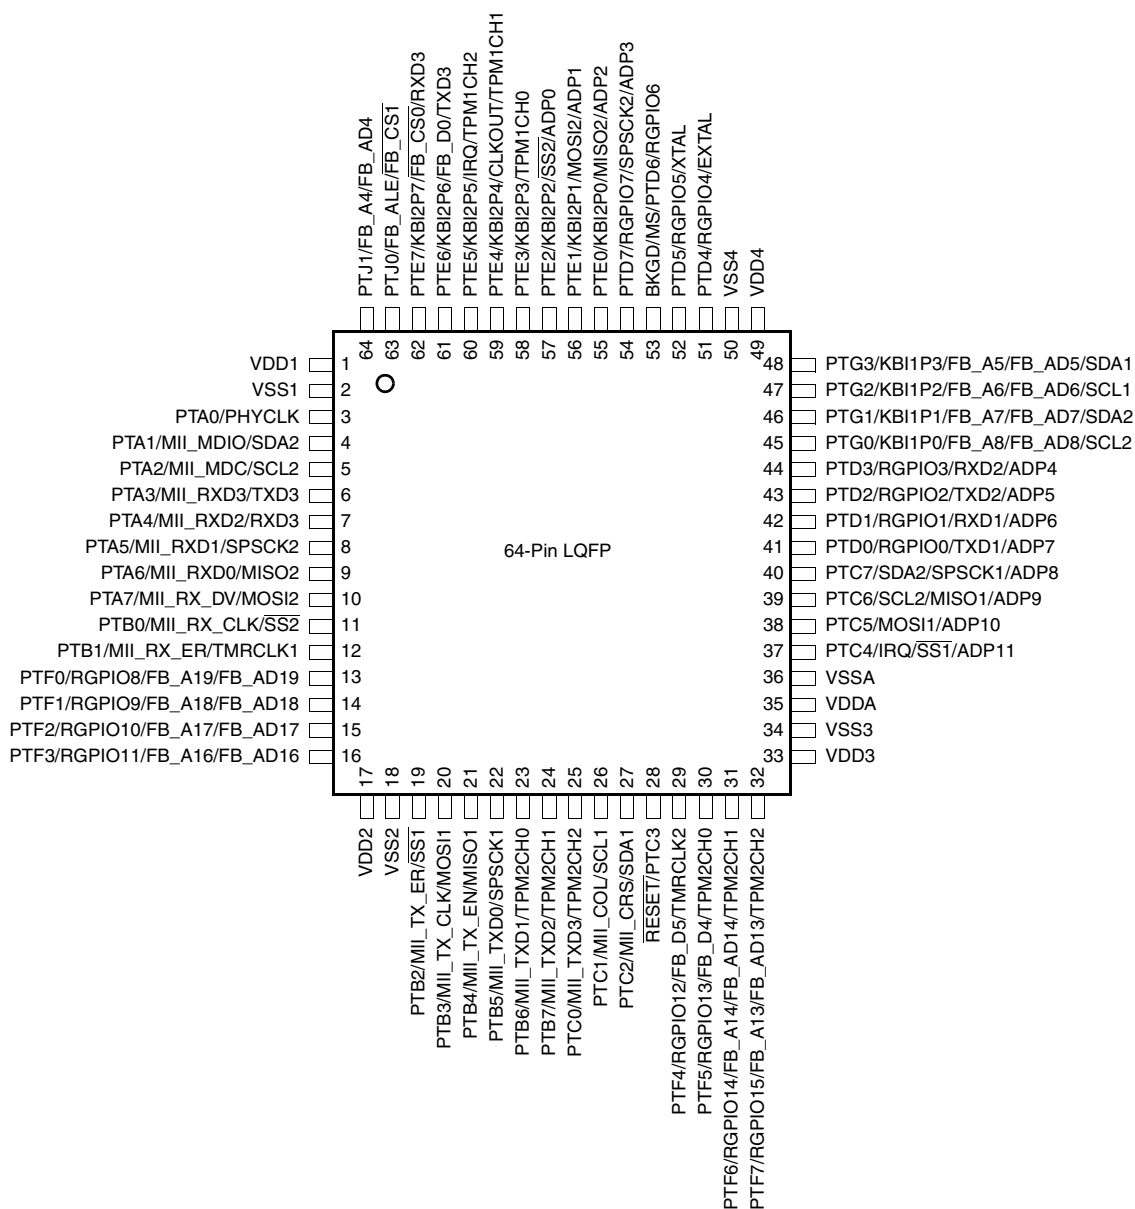 PTJ1/FB_A4/FB_AD4
PTJ0/FB_ALE/FB_CS1
PTE7/KBI2P7/FB_CS0/RXD3
PTE6/KBI2P6/FB_D0/TXD3
PTE5/KBI2P5/IRQ/TPM1CH2
PTE4/KBI2P4/CLKOUT/TPM1CH1
PTE3/KBI2P3/TPM1CH0
PTE2/KBI2P2/SS2/ADP0
PTE1/KBI2P1/MOSI2/ADP1
PTE0/KBI2P0/MISO2/ADP2
PTD7/RGPIO7/SPSCK2/ADP3
BKGD/MS/PTD6/RGPIO6
PTD5/RGPIO5/XTAL
PTD4/RGPIO4/EXTAL
VSS4
VDD4
64
63
62
61
60
59
58
57
56
55
54
53
52
51
50
49
VDD1 1
VSS1 2
PTA0/PHYCLK 3
PTA1/MII_MDIO/SDA2 4
PTA2/MII_MDC/SCL2 5
PTA3/MII_RXD3/TXD3 6
PTA4/MII_RXD2/RXD3 7
PTA5/MII_RXD1/SPSCK2 8
PTA6/MII_RXD0/MISO2 9
PTA7/MII_RX_DV/MOSI2 10
PTB0/MII_RX_CLK/SS2 11
PTB1/MII_RX_ER/TMRCLK1 12
PTF0/RGPIO8/FB_A19/FB_AD19 13
PTF1/RGPIO9/FB_A18/FB_AD18 14
PTF2/RGPIO10/FB_A17/FB_AD17 15
PTF3/RGPIO11/FB_A16/FB_AD16 16
64-Pin LQFP
48 PTG3/KBI1P3/FB_A5/FB_AD5/SDA1
47 PTG2/KBI1P2/FB_A6/FB_AD6/SCL1
46 PTG1/KBI1P1/FB_A7/FB_AD7/SDA2
45 PTG0/KBI1P0/FB_A8/FB_AD8/SCL2
44 PTD3/RGPIO3/RXD2/ADP4
43 PTD2/RGPIO2/TXD2/ADP5
42 PTD1/RGPIO1/RXD1/ADP6
41 PTD0/RGPIO0/TXD1/ADP7
40 PTC7/SDA2/SPSCK1/ADP8
39 PTC6/SCL2/MISO1/ADP9
38 PTC5/MOSI1/ADP10
37 PTC4/IRQ/SS1/ADP11
36 VSSA
35 VDDA
34 VSS3
33 VDD3
17
18
19
20
21
22
23
24
25
26
27
28
29
30
31
32
VDD2
VSS2
PTB2/MII_TX_ER/SS1
PTB3/MII_TX_CLK/MOSI1
PTB4/MII_TX_EN/MISO1
PTB5/MII_TXD0/SPSCK1
PTB6/MII_TXD1/TPM2CH0
PTB7/MII_TXD2/TPM2CH1
PTC0/MII_TXD3/TPM2CH2
PTC1/MII_COL/SCL1
PTC2/MII_CRS/SDA1
RESET/PTC3
PTF4/RGPIO12/FB_D5/TMRCLK2
PTF5/RGPIO13/FB_D4/TPM2CH0
PTF6/RGPIO14/FB_A14/FB_AD14/TPM2CH1
PTF7/RGPIO15/FB_A13/FB_AD13/TPM2CH2